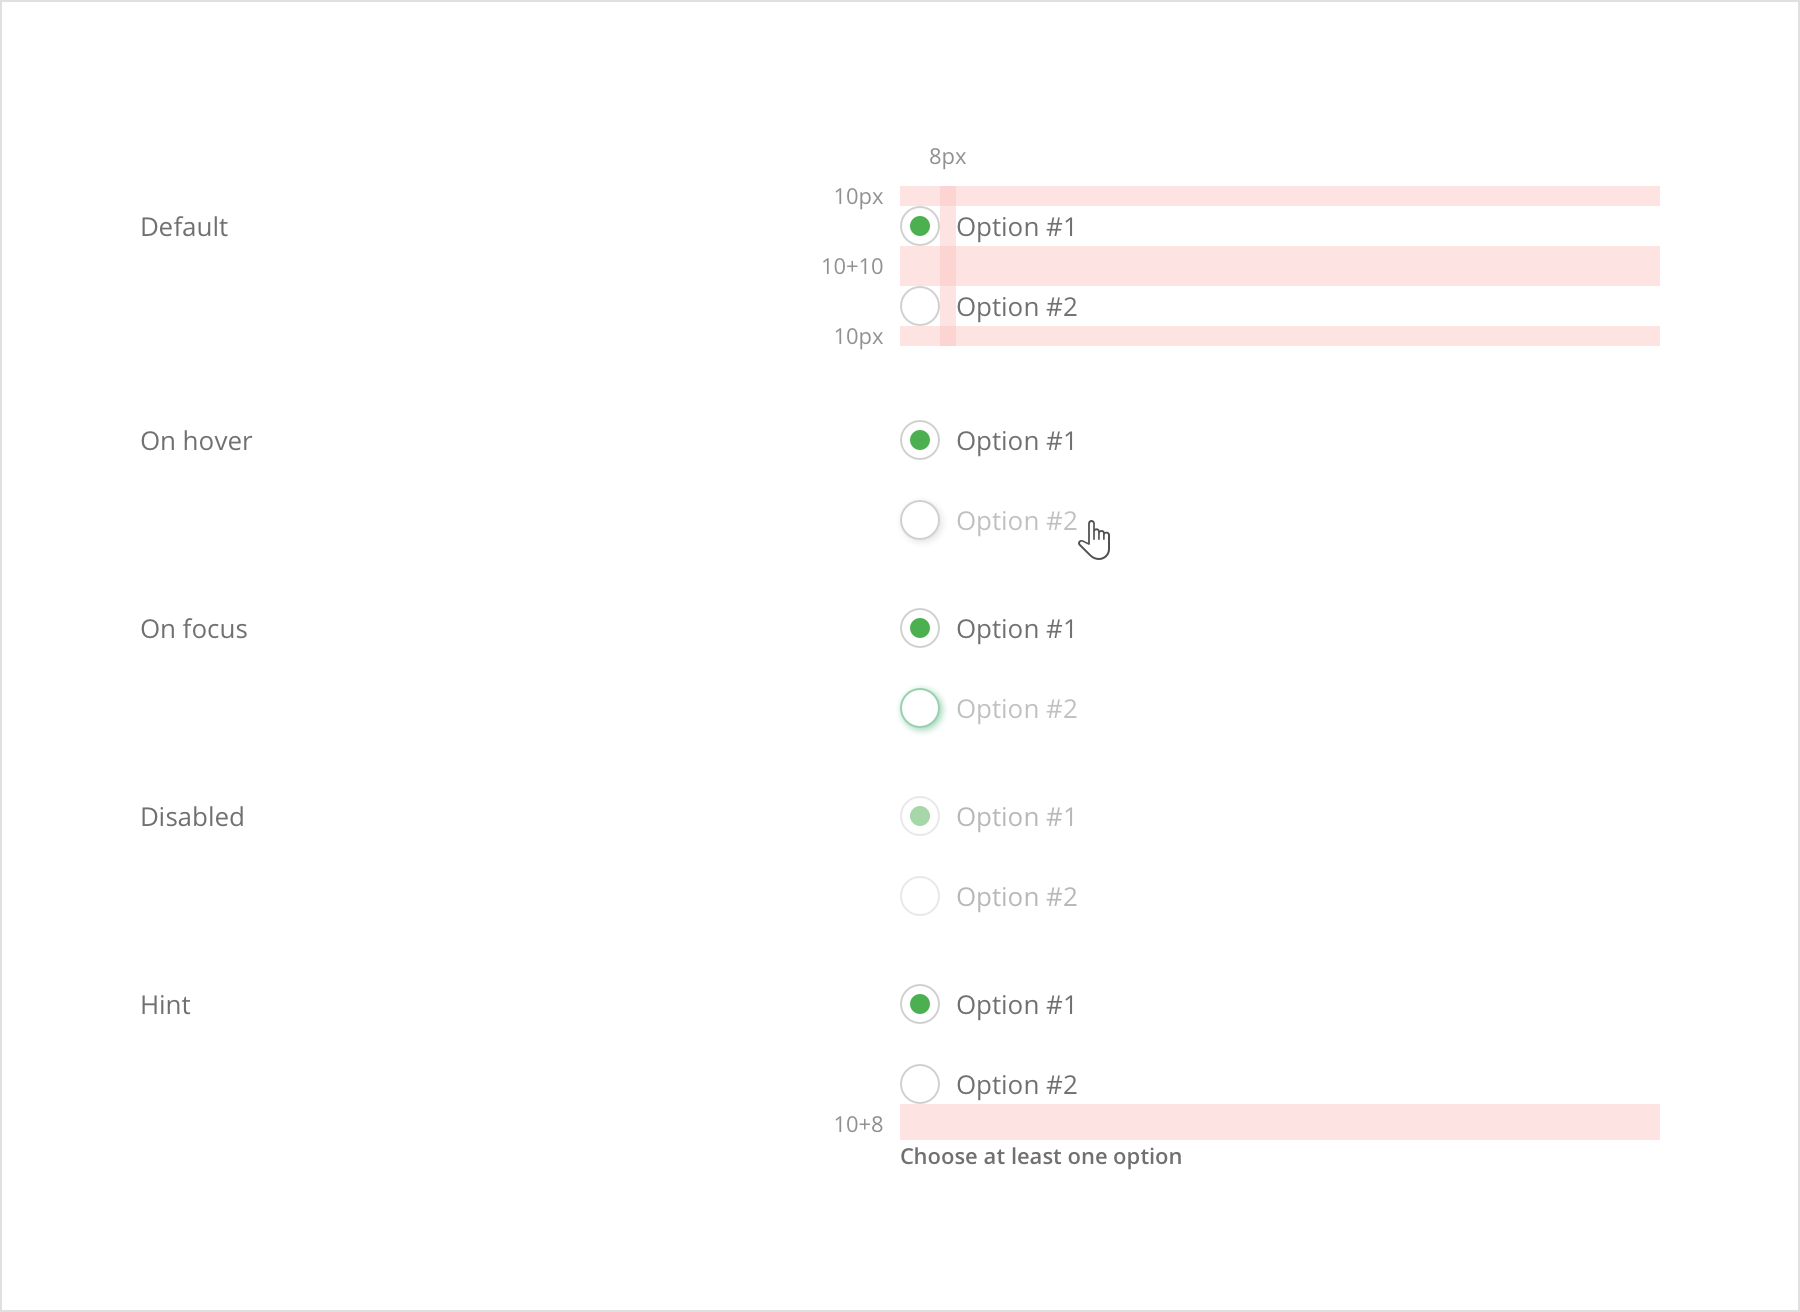 8px
10px
Default
Option #1
10+10
Option #2
10px
On hover
Option #1
Option #2
On focus
Option #1
Option #2
Disabled
Option #1
Option #2
Hint
Option #1
Option #2
10+8
Choose at least one option